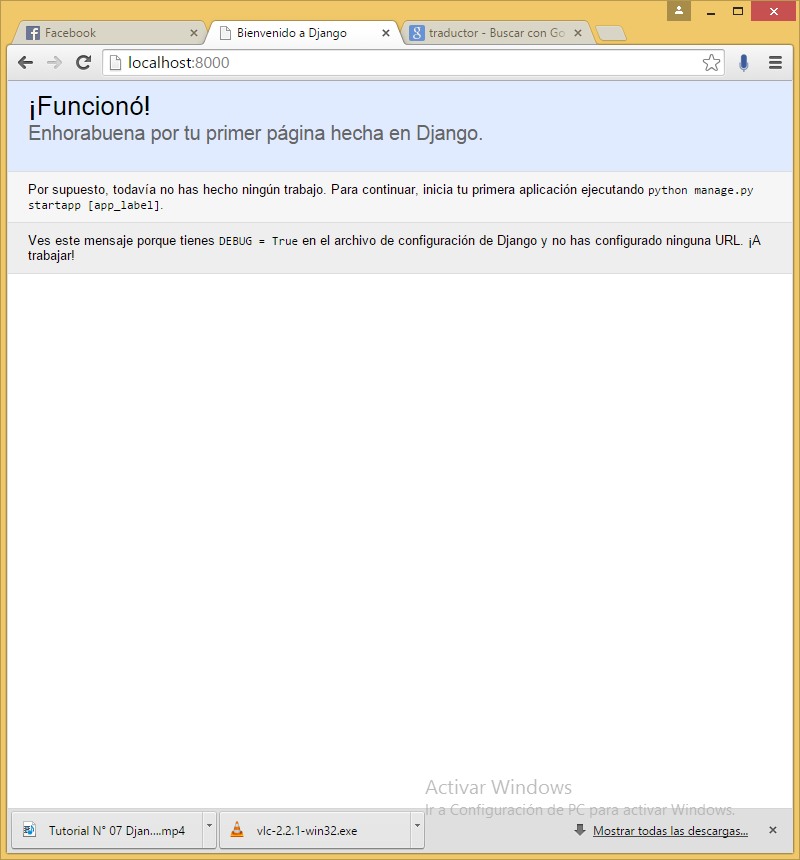 Facebook
Bienvenido a Django
traductor - Buscar con Go
localhost:8000
¡Funcionó!
Enhorabuena por tu primer página hecha en Django.
Por supuesto, todavía no has hecho ningún trabajo. Para continuar, inicia tu primera aplicación ejecutando python manage.py
startapp [app_label].
Ves este mensaje porque tienes DEBUG = True en el archivo de configuración de Django y no has configurado ninguna URL. ¡A
trabajar!
Activar Windows
Ir a Configuración de PC para activar Windows.
Tutorial N° 07 Djan....mp4
vlc-2.2.1-win32.exe
Mostrar todas las descargas...